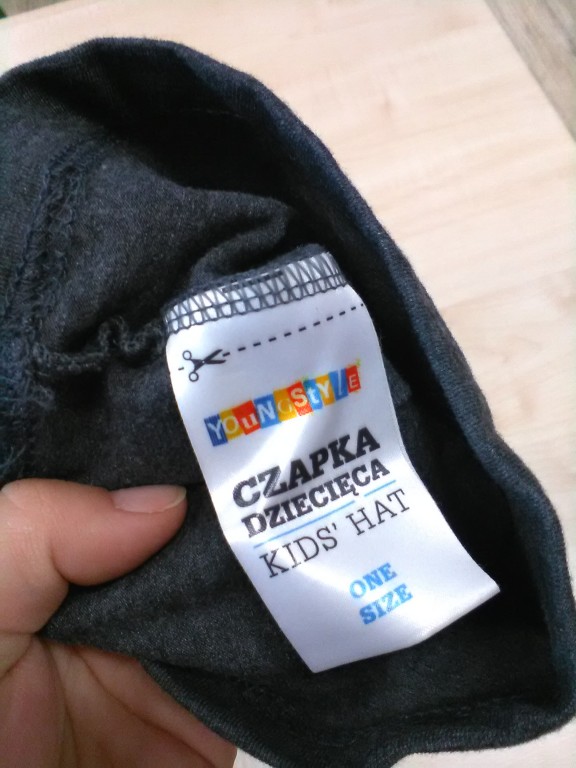 YOuNGStYlE
CZAPKA
DZIECIĘCA
KIDS' HAT
ONE
SIZE